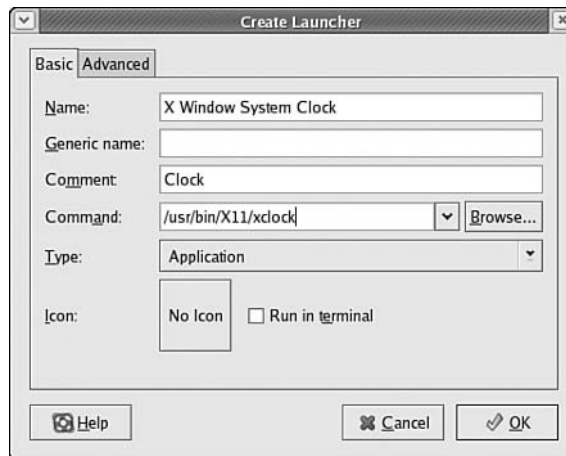 Create Launcher
Basic Advanced
Name: X Window System Clock
Generic name:
Comment: Clock
Command: /usr/bin/X11/xclock Browse...
Type: Application
Icon: No Icon Run in terminal
Help Cancel OK